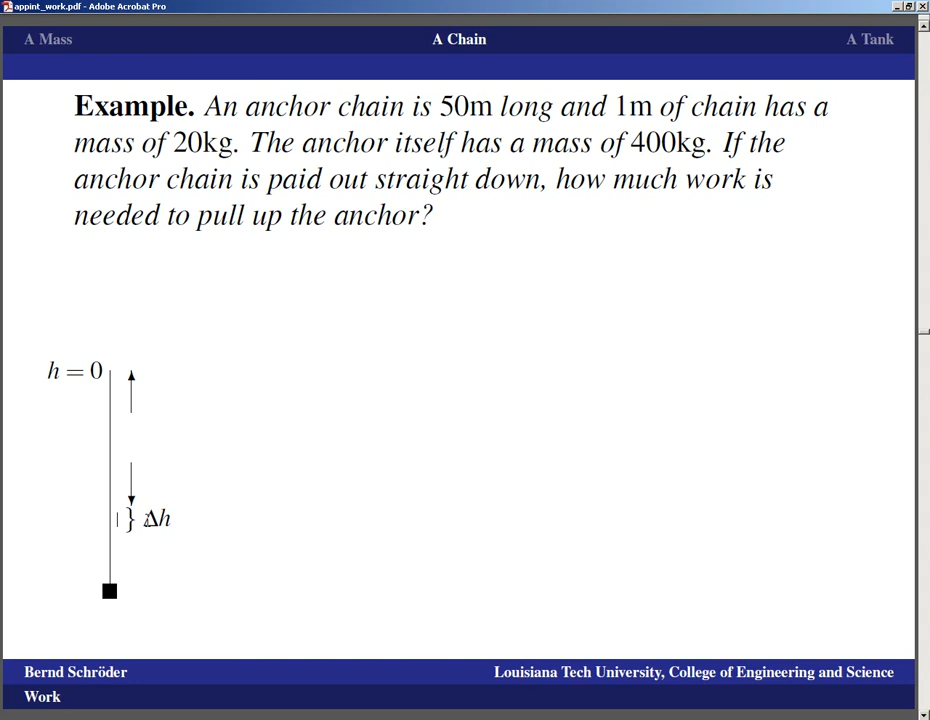 appint_work.pdf - Adobe Acrobat Pro
A Mass A Chain A Tank
Example. An anchor chain is 50m long and 1m of chain has a
mass of 20kg. The anchor itself has a mass of 400kg. If the
anchor chain is paid out straight down, how much work is
needed to pull up the anchor?
h = 0
} Δh
Bernd Schröder Louisiana Tech University, College of Engineering and Science
Work